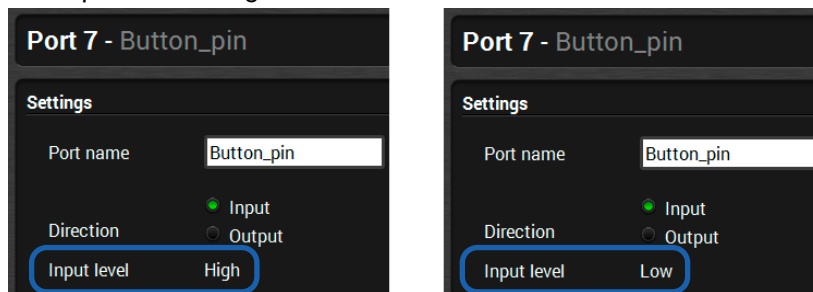 Port 7 - Button_pin
Settings
Port name Button_pin
Input
Direction
Output
Input level High
Port 7 - Button_pin
Settings
Port name Button_pin
Input
Direction
Output
Input level Low